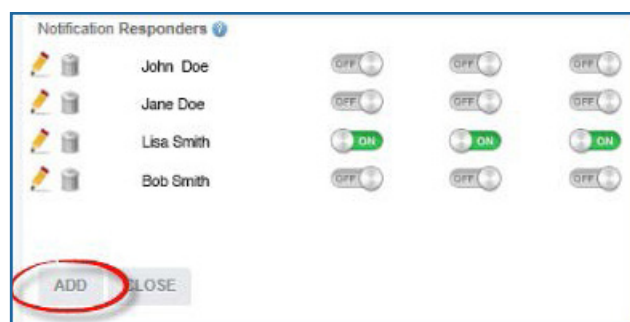 Notification Responders ?
John Doe OFF OFF OFF
Jane Doe OFF OFF OFF
Lisa Smith ON ON ON
Bob Smith OFF OFF OFF
ADD CLOSE